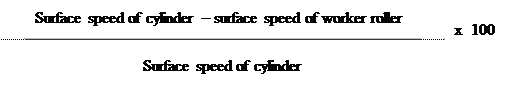 Surface speed of cylinder – surface speed of worker roller
x 100
Surface speed of cylinder